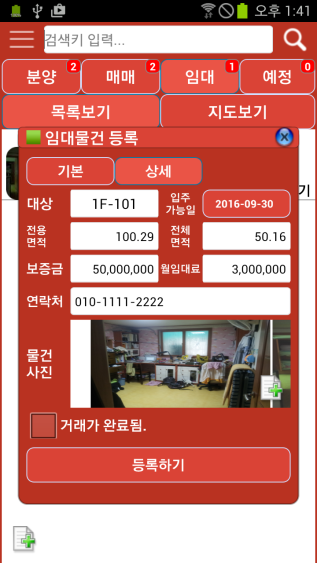 오후 1:41
검색키 입력...
분양 2 매매 2 임대 1 예정 0
목록보기 지도보기
기
임대물건 등록
기본 상세
대상 1F-101 입주 가능일 2016-09-30
전용 면적 100.29 전체 면적 50.16
보증금 50,000,000 월임대료 3,000,000
연락처 010-1111-2222
물건 사진
거래가 완료됨.
등록하기